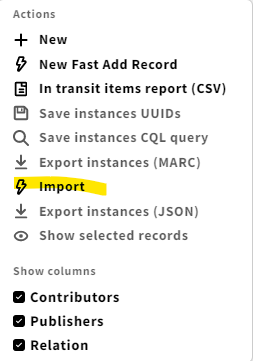 Actions
New
New Fast Add Record
In transit items report (CSV)
Save instances UUIDs
Save instances CQL query
Export instances (MARC)
Import
Export instances (JSON)
Show selected records
Show columns
Contributors
Publishers
Relation